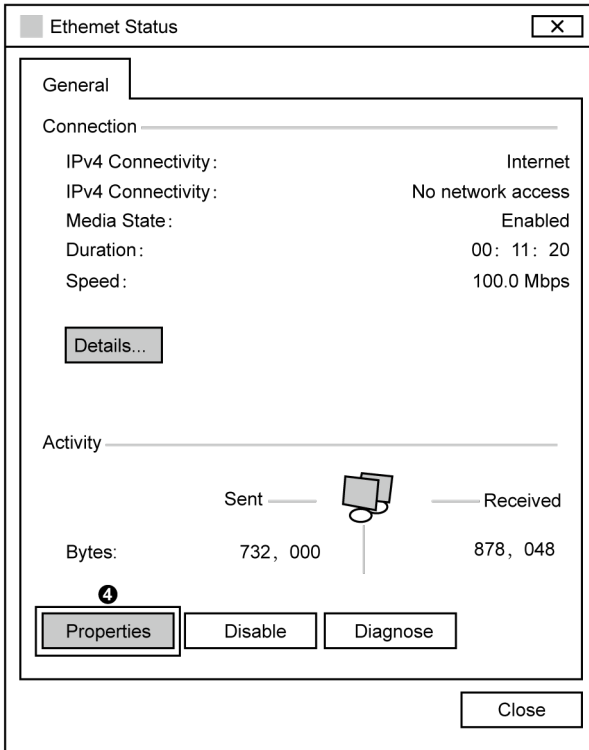 Ethemet Status X
General
Connection
IPv4 Connectivity: Internet
IPv4 Connectivity: No network access
Media State: Enabled
Duration: 00: 11: 20
Speed: 100.0 Mbps
Details...
Activity
Sent Received
Bytes: 732, 000 878, 048
❹
Properties Disable Diagnose
Close